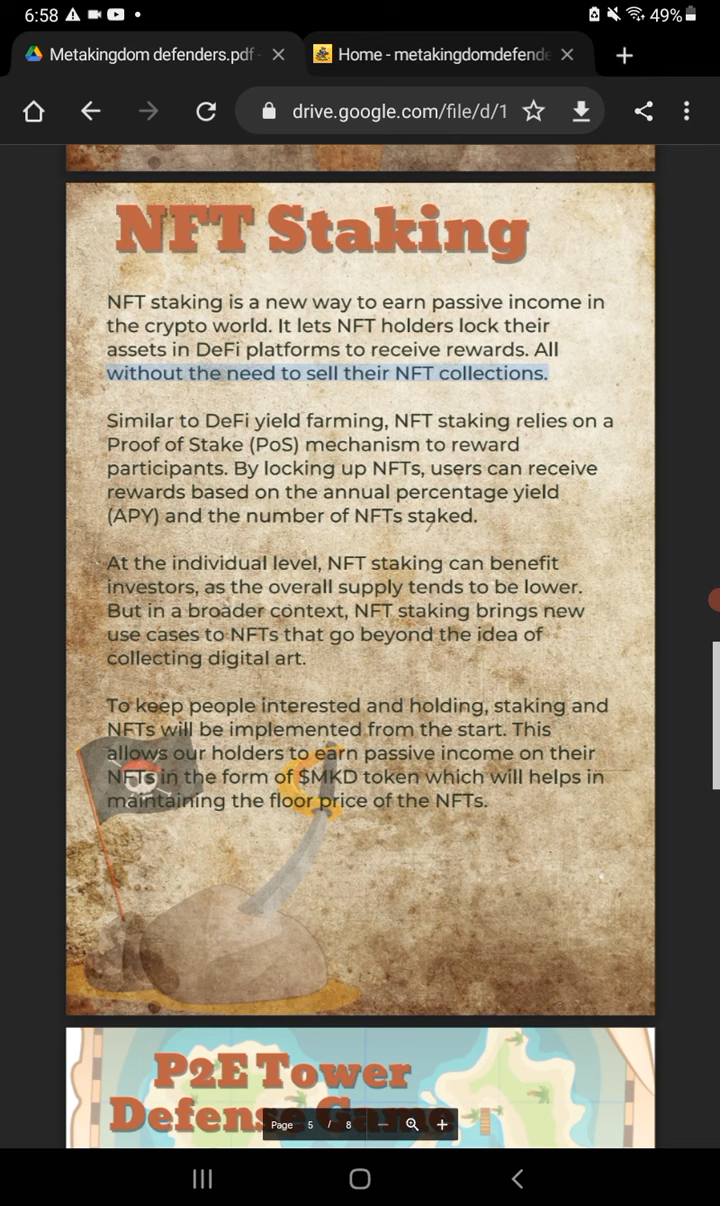 6:58
49%
Metakingdom defenders.pdf -
Home - metakingdomdefende
drive.google.com/file/d/1
NFT Staking
NFT staking is a new way to earn passive income in
the crypto world. It lets NFT holders lock their
assets in DeFi platforms to receive rewards. All
without the need to sell their NFT collections.
Similar to DeFi yield farming, NFT staking relies on a
Proof of Stake (PoS) mechanism to reward
participants. By locking up NFTs, users can receive
rewards based on the annual percentage yield
(APY) and the number of NFTs staked.
At the individual level, NFT staking can benefit
investors, as the overall supply tends to be lower.
But in a broader context, NFT staking brings new
use cases to NFTs that go beyond the idea of
collecting digital art.
To keep people interested and holding, staking and
NFTs will be implemented from the start. This
allows our holders to earn passive income on their
NFTs in the form of $MKD token which will helps in
maintaining the floor price of the NFTs.
P2E Tower
Defense Game
Page 5 / 8